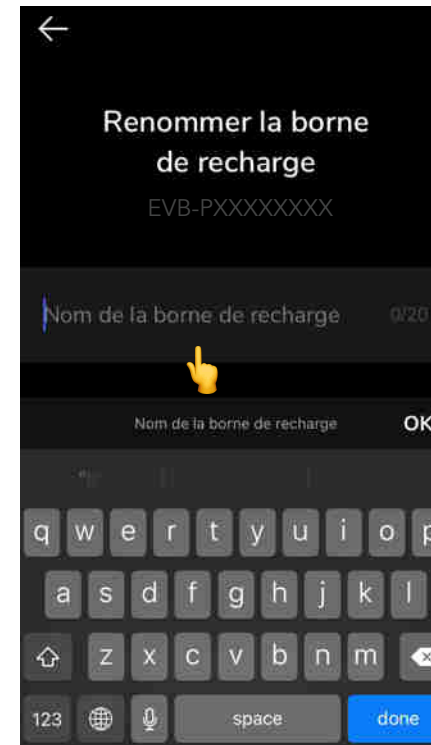 Renommer la borne
de recharge
EVB-PXXXXXXXX
Nom de la borne de recharge 0/20
Nom de la borne de recharge OK
q w e r t y u i o p
a s d f g h j k l
z x c v b n m
123 space done